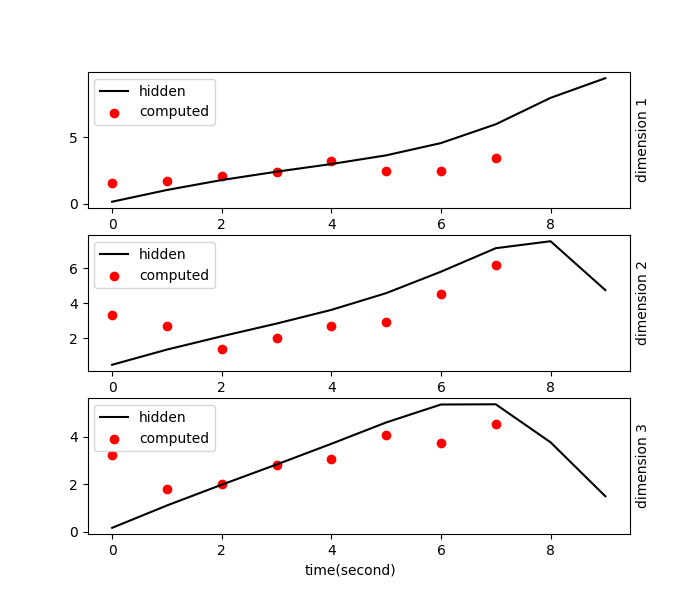 hidden
computed
5
0
0 2 4 6 8
dimension 1
hidden
computed
6
4
2
0 2 4 6 8
dimension 2
hidden
computed
4
2
0
0 2 4 6 8
dimension 3
time(second)